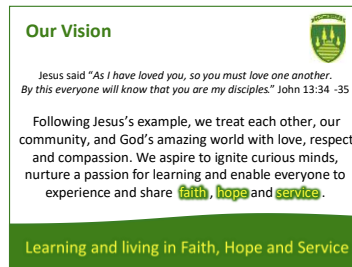 Our Vision
Jesus said “As I have loved you, so you must love one another.
By this everyone will know that you are my disciples.” John 13:34 -35
Following Jesus’s example, we treat each other, our
community, and God’s amazing world with love, respect
and compassion. We aspire to ignite curious minds,
nurture a passion for learning and enable everyone to
experience and share faith, hope and service.
Learning and living in Faith, Hope and Service